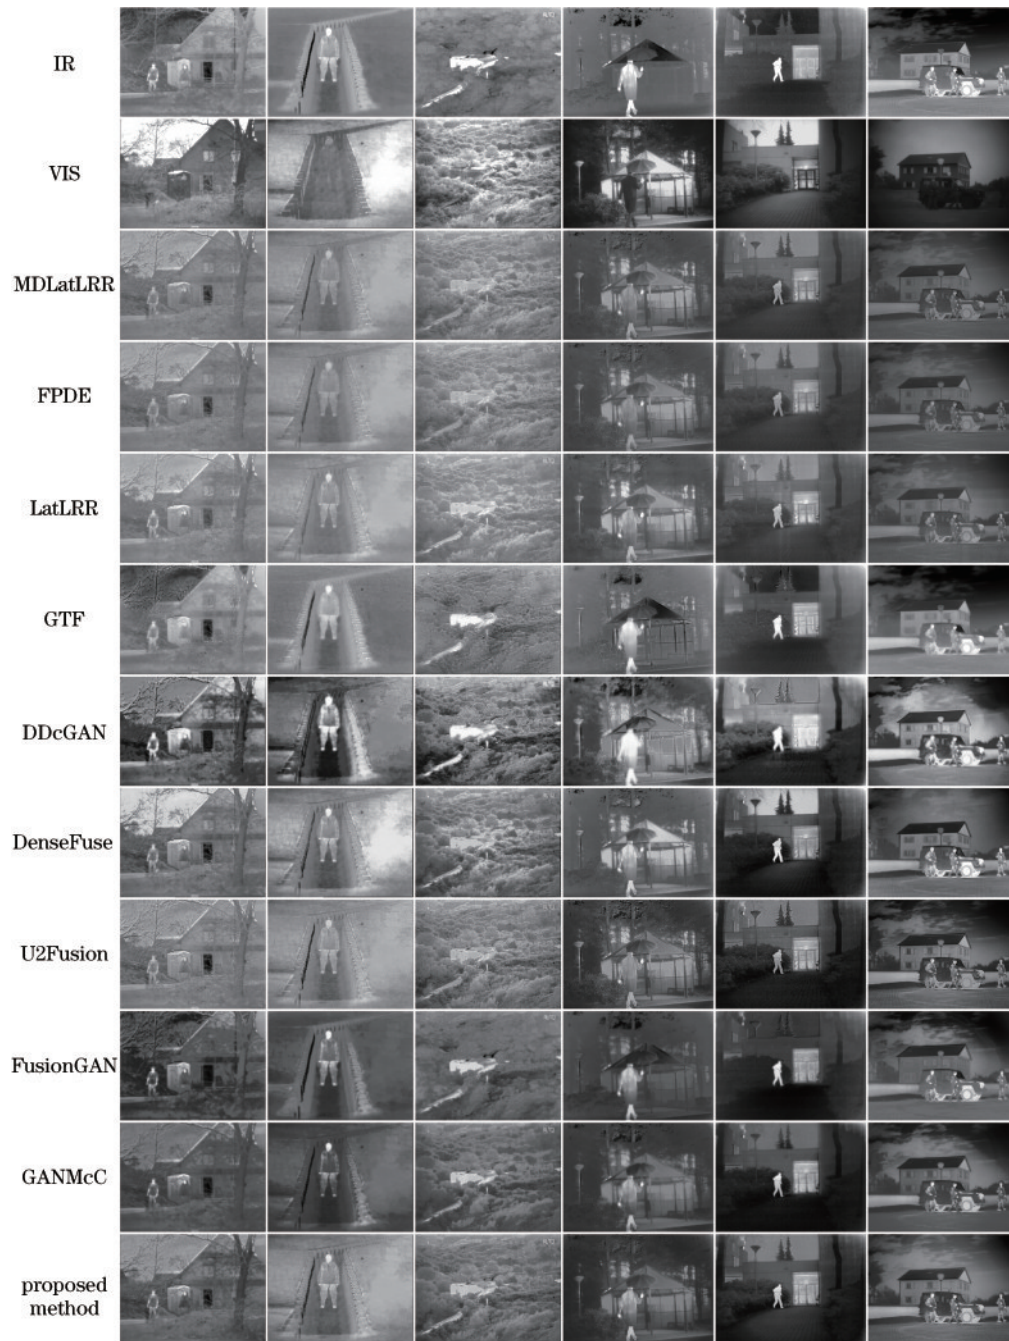 IR
VIS
MDLatLRR
FPDE
LatLRR
GTF
DDcGAN
DenseFuse
U2Fusion
FusionGAN
GANMcC
proposed
method